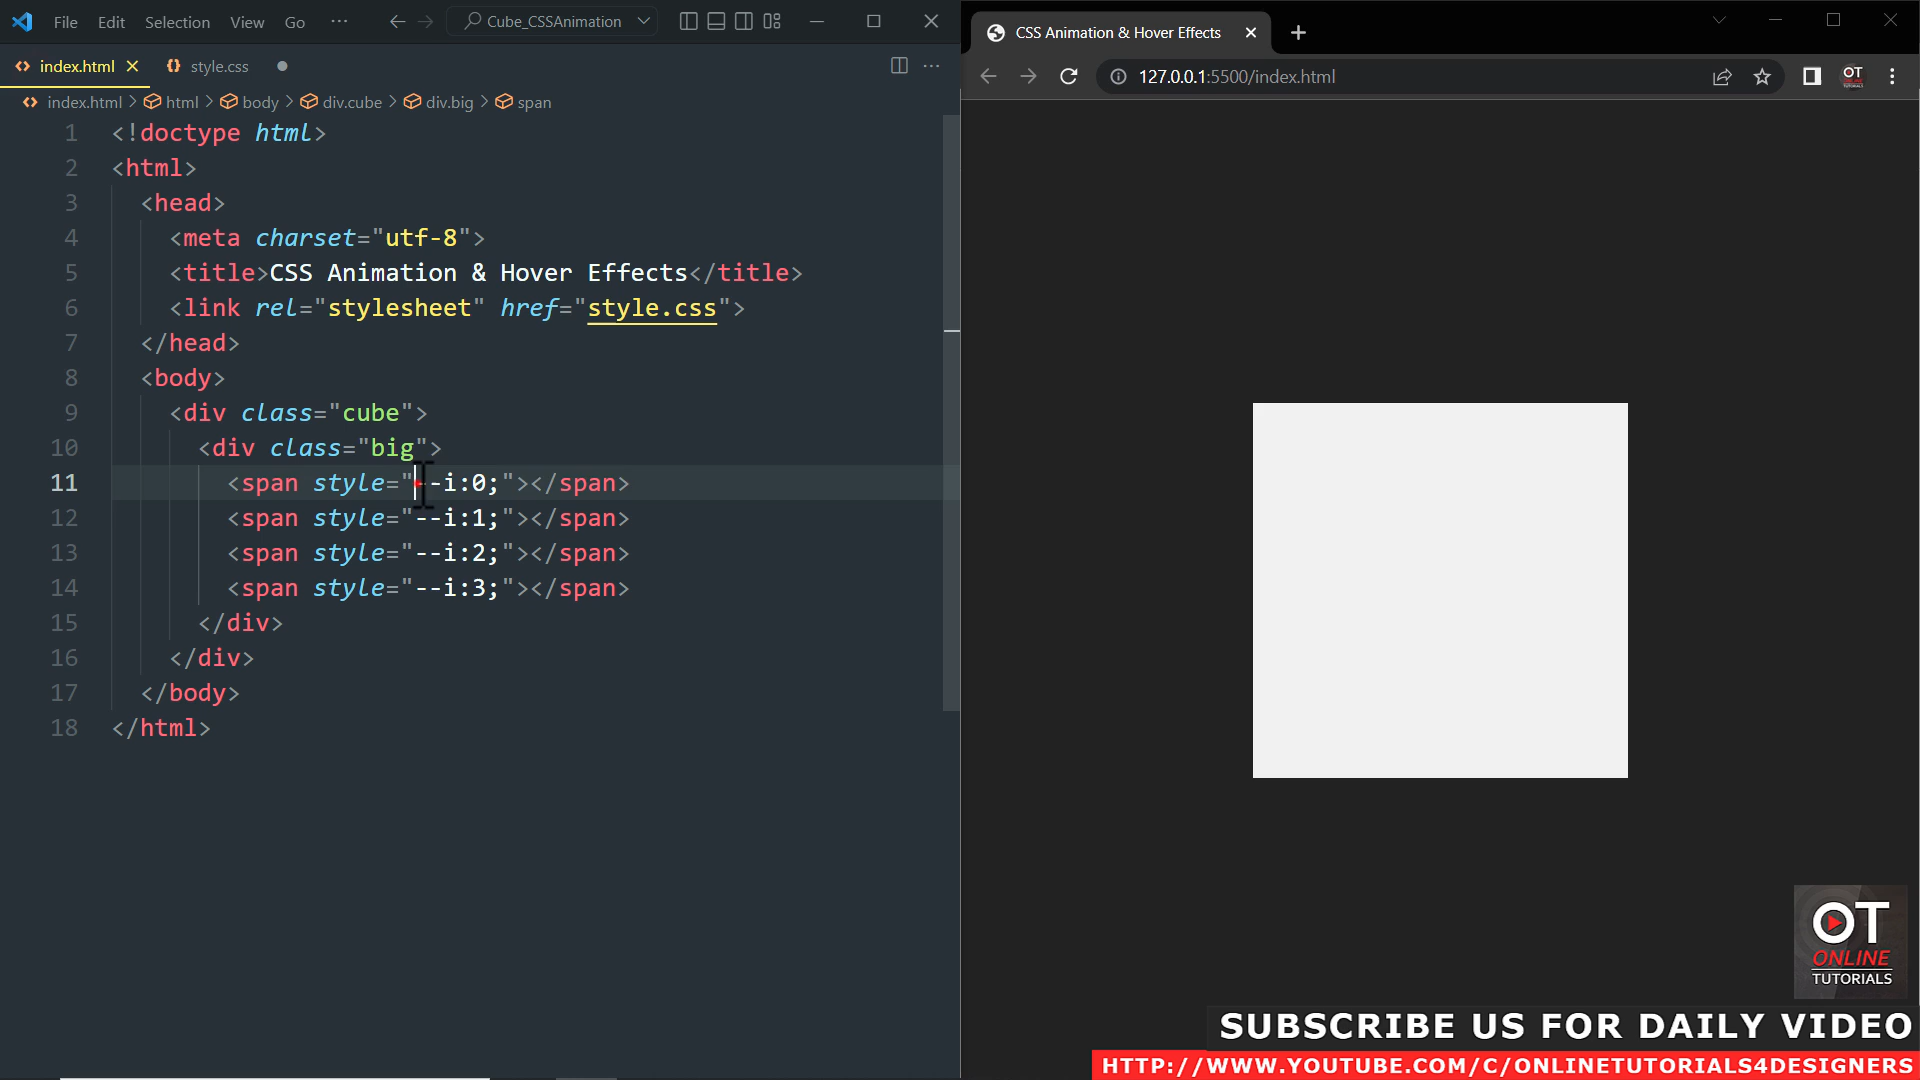 File Edit Selection View Go ··· Cube_CSSAnimation
index.html style.css
index.html > html > body > div.cube > div.big > span
1 <!doctype html>
2 <html>
3 <head>
4 <meta charset="utf-8">
5 <title>CSS Animation & Hover Effects</title>
6 <link rel="stylesheet" href="style.css">
7 </head>
8 <body>
9 <div class="cube">
10 <div class="big">
11 <span style="--i:0;"></span>
12 <span style="--i:1;"></span>
13 <span style="--i:2;"></span>
14 <span style="--i:3;"></span>
15 </div>
16 </div>
17 </body>
18 </html>
CSS Animation & Hover Effects
127.0.0.1:5500/index.html
OT
OT
ONLINE
TUTORIALS
SUBSCRIBE US FOR DAILY VIDEO
HTTP://WWW.YOUTUBE.COM/C/ONLINETUTORIALS4DESIGNERS